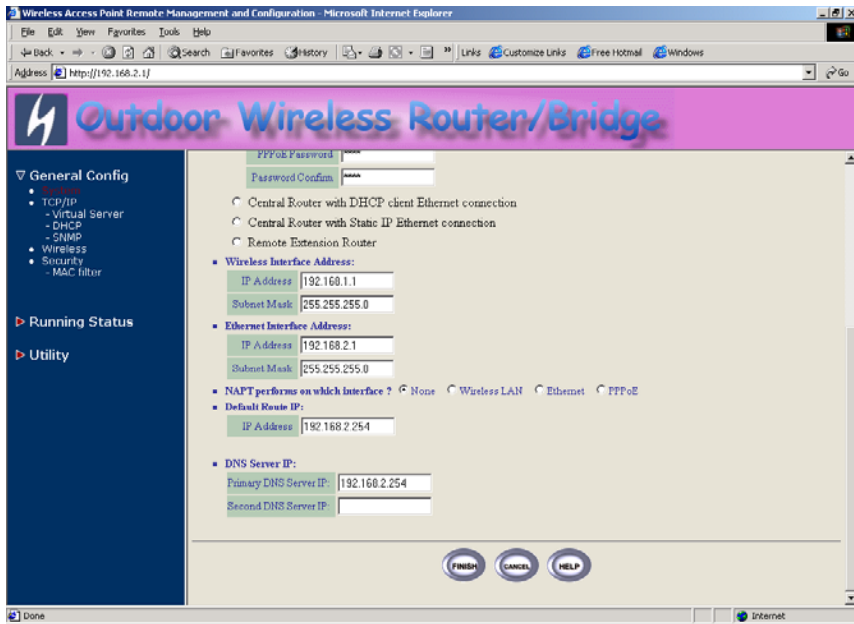 Wireless Access Point Remote Management and Configuration - Microsoft Internet Explorer
File Edit View Favorites Tools Help
Back Search Favorites History Links Customize Links Free Hotmail Windows
Address http://192.168.2.1/ Go
Outdoor Wireless Router/Bridge
General Config
TCP/IP
- Virtual Server
- DHCP
- SNMP
Wireless
Security
- MAC filter
Running Status
Utility
PPPoE Password ****
Password Confirm ****
Central Router with DHCP client Ethernet connection
Central Router with Static IP Ethernet connection
Remote Extension Router
Wireless Interface Address:
IP Address 192.168.1.1
Subnet Mask 255.255.255.0
Ethernet Interface Address:
IP Address 192.168.2.1
Subnet Mask 255.255.255.0
NAPT performs on which interface ? None Wireless LAN Ethernet PPPoE
Default Route IP:
IP Address 192.168.2.254
DNS Server IP:
Primary DNS Server IP: 192.168.2.254
Second DNS Server IP:
FINISH CANCEL HELP
Done Internet